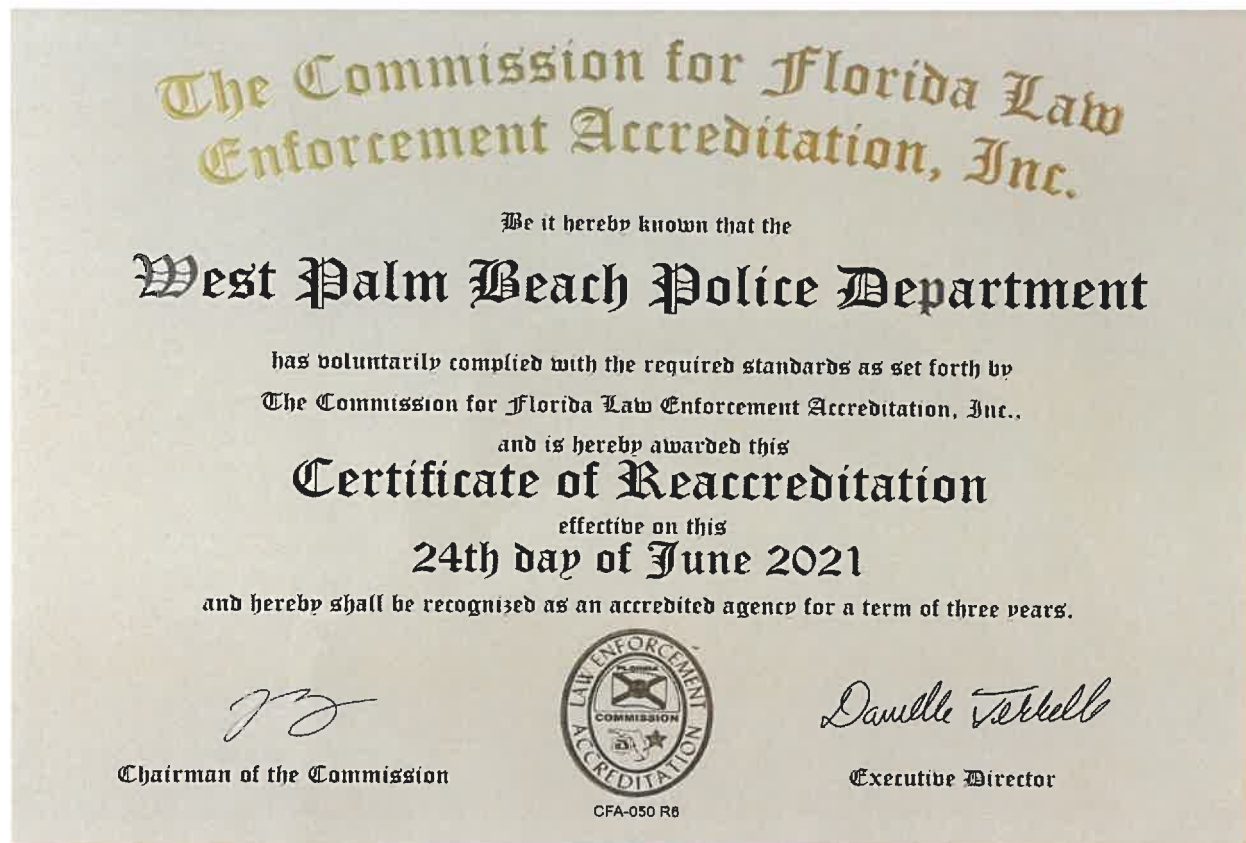 The Commission for Florida Law
Enforcement Accreditation, Inc.
Be it hereby known that the
West Palm Beach Police Department
has voluntarily complied with the required standards as set forth by
The Commission for Florida Law Enforcement Accreditation, Inc.,
and is hereby awarded this
Certificate of Reaccreditation
effective on this
24th day of June 2021
and hereby shall be recognized as an accredited agency for a term of three years.
LAW ENFORCEMENT
FLORIDA
COMMISSION
ACCREDITATION
Danielle Terrell
Chairman of the Commission
Executive Director
CFA-050 R6